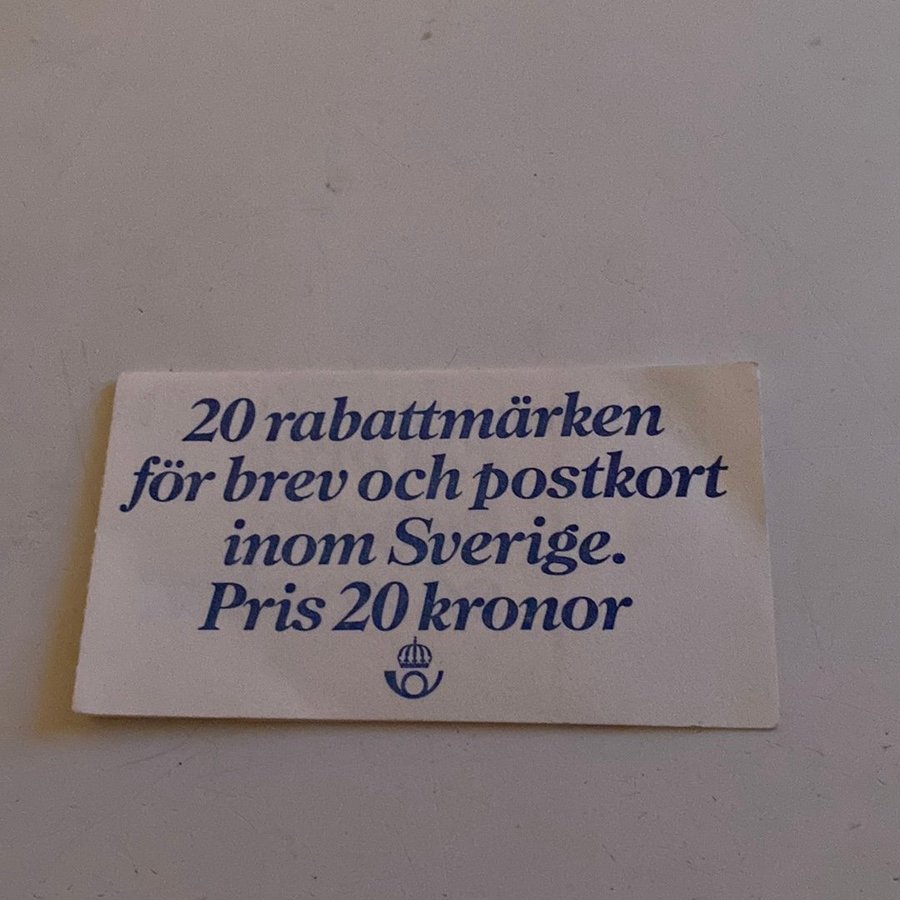 20 rabattmärken
för brev och postkort
inom Sverige.
Pris 20 kronor